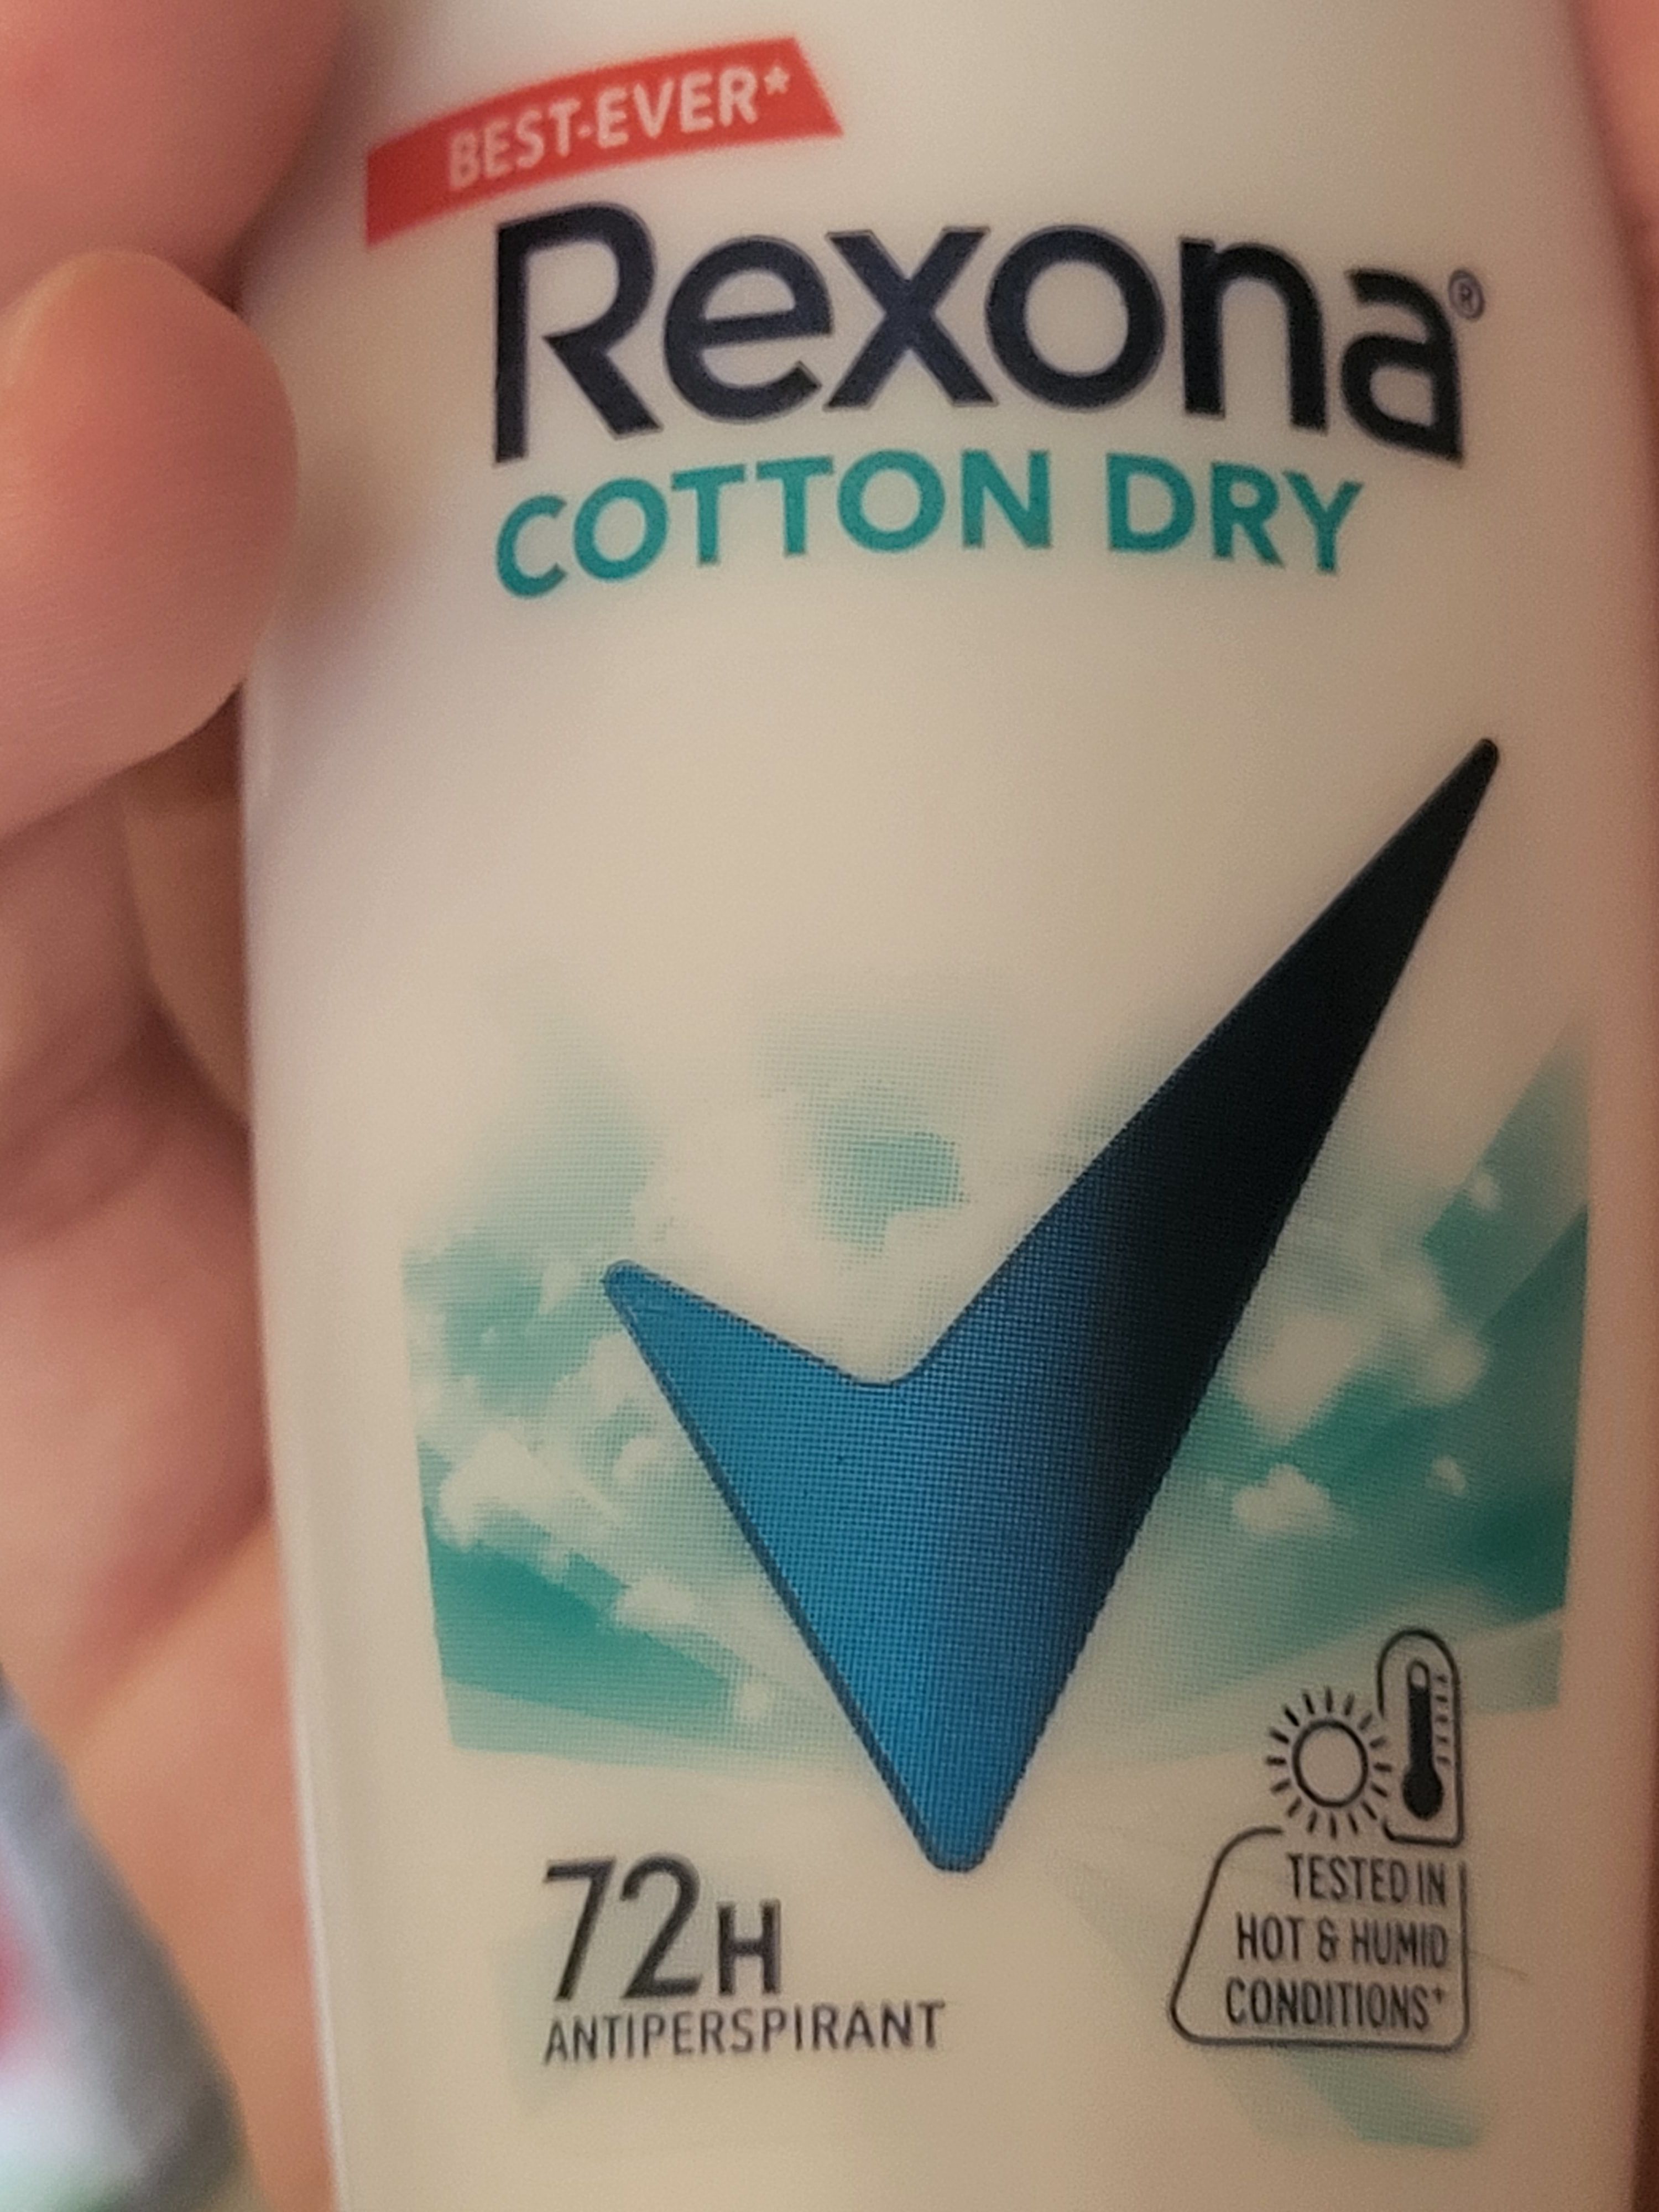 BEST-EVER*
Rexona®
COTTON DRY
72H
ANTIPERSPIRANT
TESTED IN
HOT & HUMID
CONDITIONS⁺